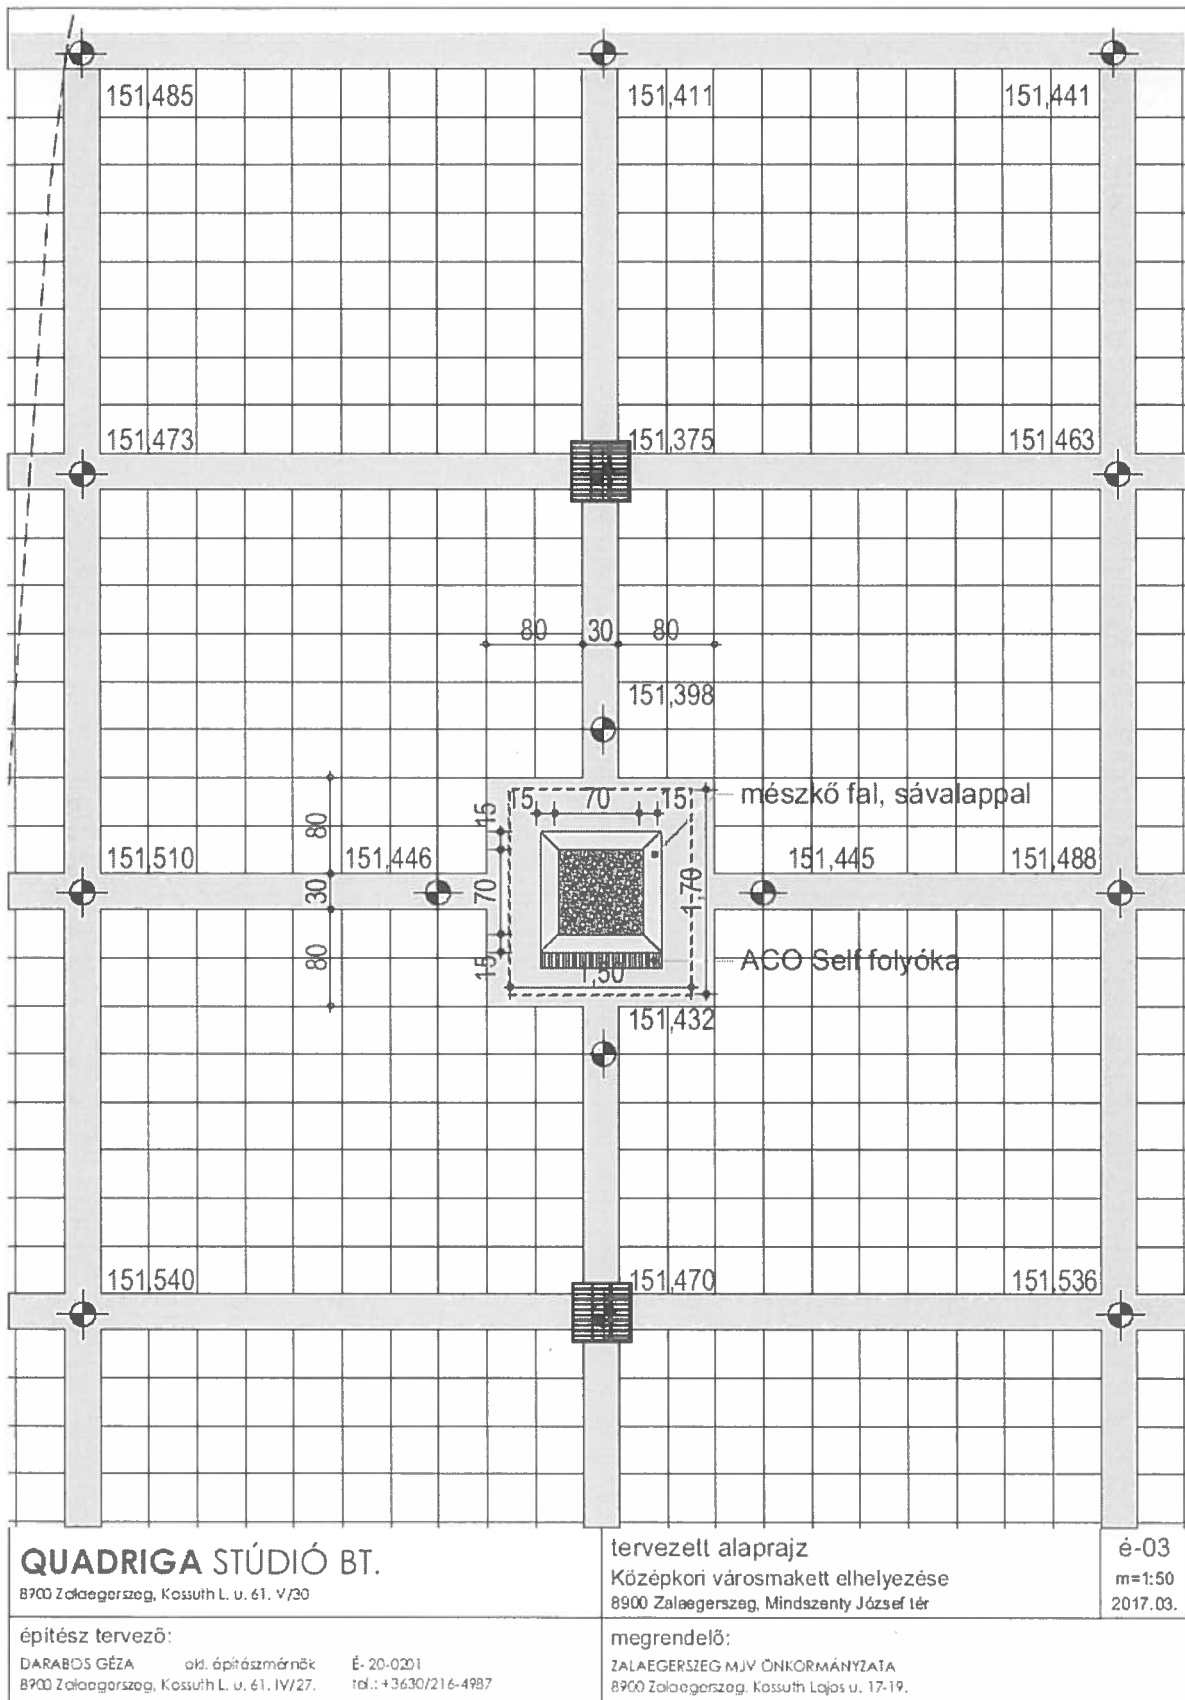 151,485 151,411 151,441
151,473 151,375 151,463
80 30 80
151,398
15 70 15
mészkő fal, sávalappal
15
80
151,510 151,446 151,445 151,488
30 70 1,70
80
15
ACO Self folyóka
1,50
151,432
151,540 151,470 151,536
QUADRIGA STÚDIÓ BT.
8900 Zalaegerszeg, Kossuth L. u. 61. V/30
tervezett alaprajz
Középkori városmakett elhelyezése
8900 Zalaegerszeg, Mindszenty József tér
é-03
m=1:50
2017.03.
építész tervező:
DARABOS GÉZA okl. építészmérnök É- 20-0201
8900 Zalaegerszeg, Kossuth L. u. 61. IV/27. tel.: +3630/216-4987
megrendelő:
ZALAEGERSZEG MJV ÖNKORMÁNYZATA
8900 Zalaegerszeg, Kossuth Lajos u. 17-19.